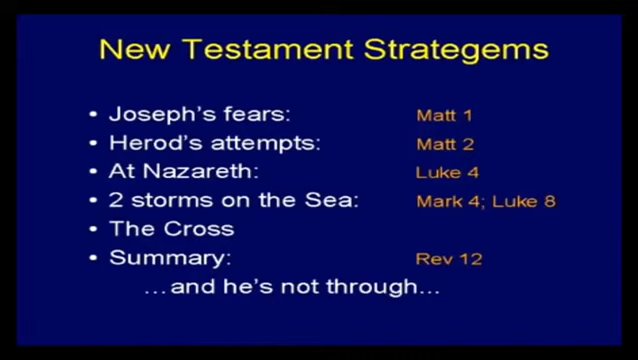 New Testament Strategems
• Joseph's fears: Matt 1
• Herod's attempts: Matt 2
• At Nazareth: Luke 4
• 2 storms on the Sea: Mark 4; Luke 8
• The Cross
• Summary: Rev 12
…and he's not through...